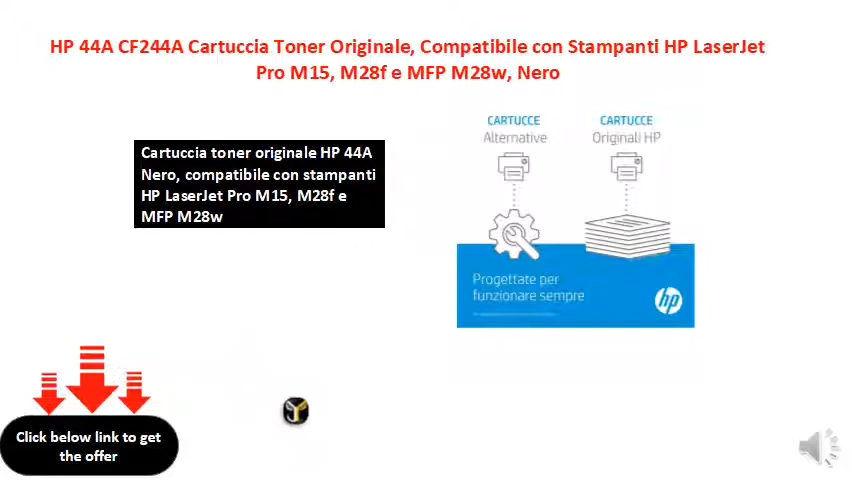 HP 44A CF244A Cartuccia Toner Originale, Compatibile con Stampanti HP LaserJet
Pro M15, M28f e MFP M28w, Nero
Cartuccia toner originale HP 44A
Nero, compatibile con stampanti
HP LaserJet Pro M15, M28f e
MFP M28w
CARTUCCE
Alternative
CARTUCCE
Originali HP
Progettate per
funzionare sempre
hp
Click below link to get
the offer